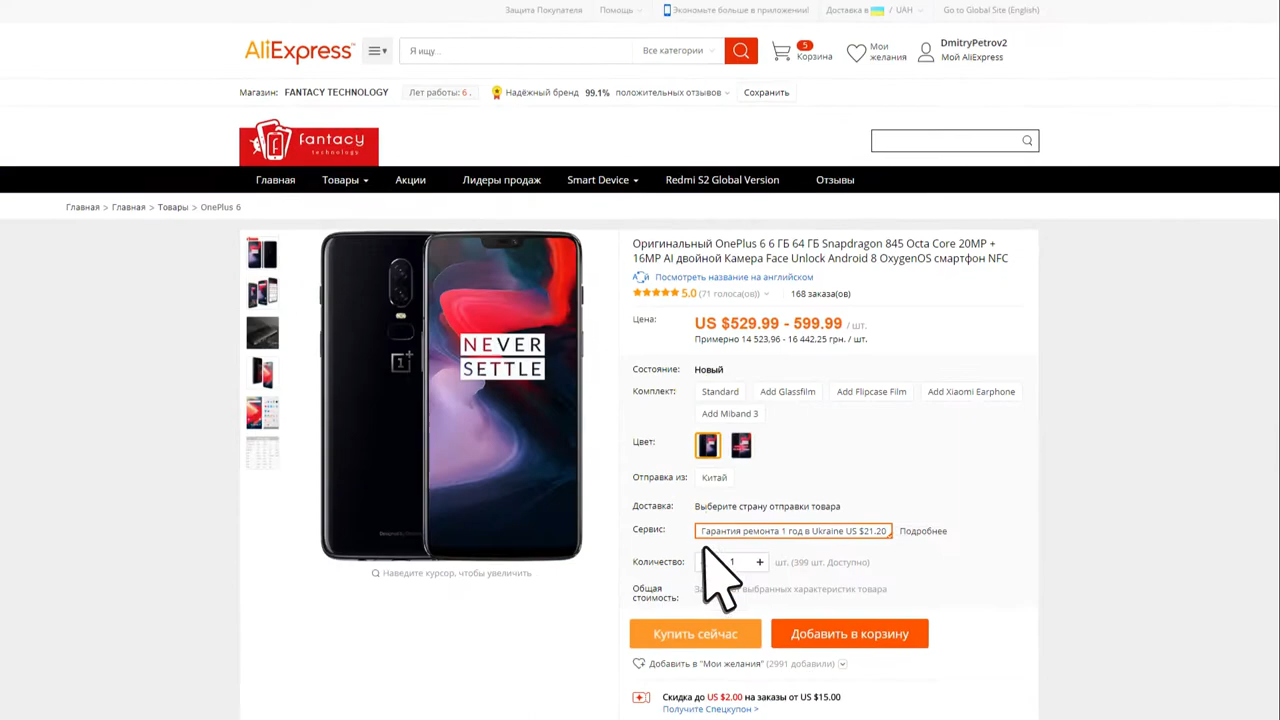 Защита Покупателя Помощь Экономьте больше в приложении! Доставка в / UAH Go to Global Site (English)
AliExpress™ Я ищу... Все категории 5 Корзина Мои желания DmitryPetrov2 Мой AliExpress
Магазин: FANTACY TECHNOLOGY Лет работы: 6 . Надёжный бренд 99.1% положительных отзывов Сохранить
fantacy
technology
Главная Товары Акции Лидеры продаж Smart Device Redmi S2 Global Version Отзывы
Главная > Главная > Товары > OnePlus 6
Оригинальный OnePlus 6 6 ГБ 64 ГБ Snapdragon 845 Octa Core 20MP +
16MP AI двойной Камера Face Unlock Android 8 OxygenOS смартфон NFC
Посмотреть название на английском
5.0 (71 голоса(ов)) 168 заказа(ов)
Цена: US $529.99 - 599.99 / шт.
Примерно 14 523,96 - 16 442,25 грн. / шт.
NEVER
SETTLE
Состояние: Новый
Комплект: Standard Add Glassfilm Add Flipcase Film Add Xiaomi Earphone
Add Miband 3
Цвет:
Отправка из: Китай
Доставка: Выберите страну отправки товара
Сервис: Гарантия ремонта 1 год в Ukraine US $21.20 Подробнее
Количество: 1 + шт. (399 шт. Доступно)
Наведите курсор, чтобы увеличить
Общая стоимость: выбранных характеристик товара
Купить сейчас Добавить в корзину
Добавить в "Мои желания" (2991 добавили)
Скидка до US $2.00 на заказы от US $15.00
Получите Спецкупон >